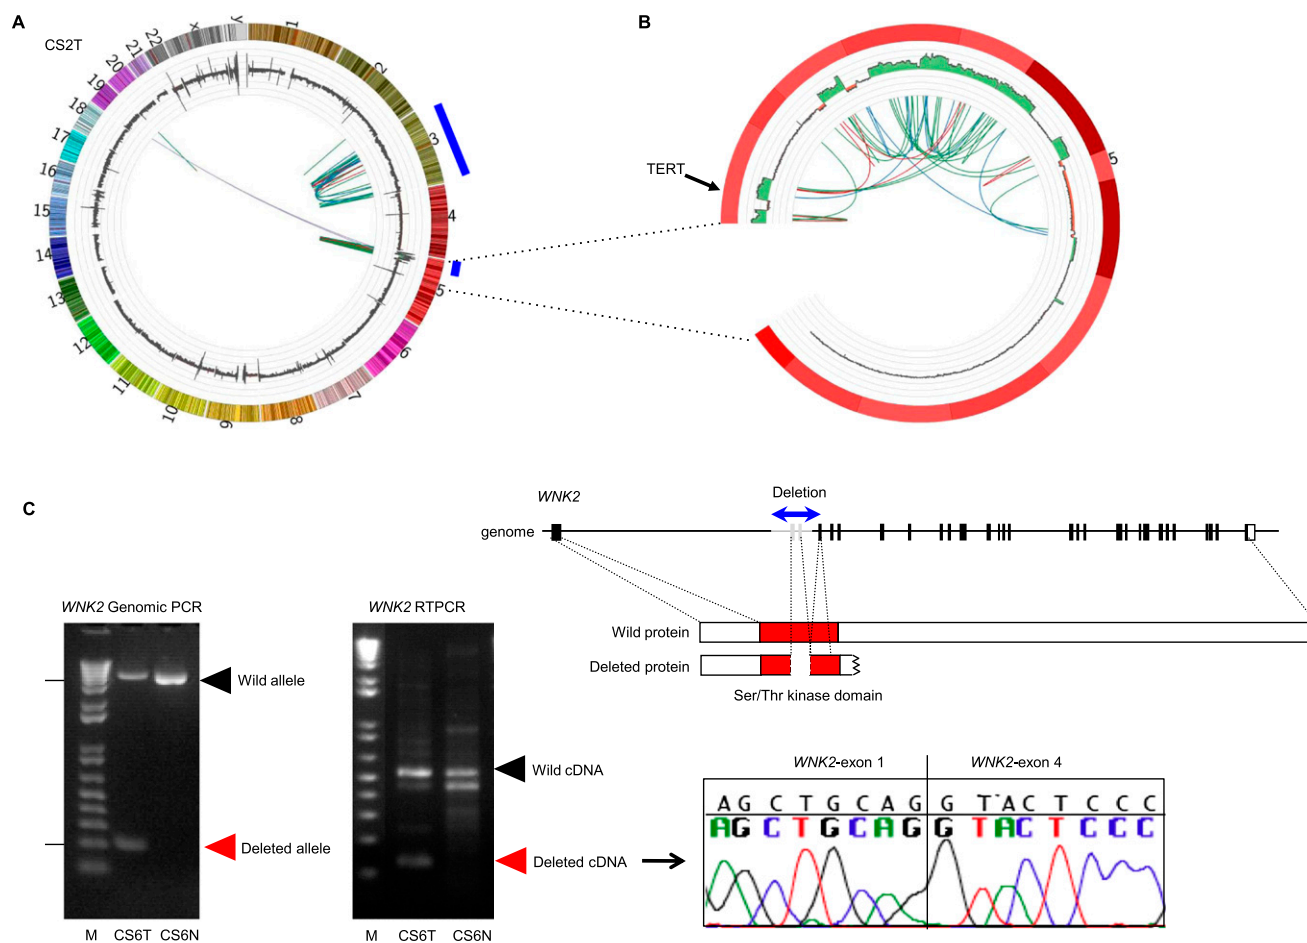 A
CS2T
1
2
3
4
5
6
7
8
9
10
11
12
13
14
15
16
17
18
19
20
21
22
x
y
B
TERT
5
C
WNK2
Deletion
genome
Wild protein
Deleted protein
Ser/Thr kinase domain
WNK2 Genomic PCR
Wild allele
Deleted allele
M CS6T CS6N
WNK2 RTPCR
Wild cDNA
Deleted cDNA
M CS6T CS6N
WNK2-exon 1 WNK2-exon 4
A G C T G C A G G T A C T C C C
A G C T G C A G G T A C T C C C